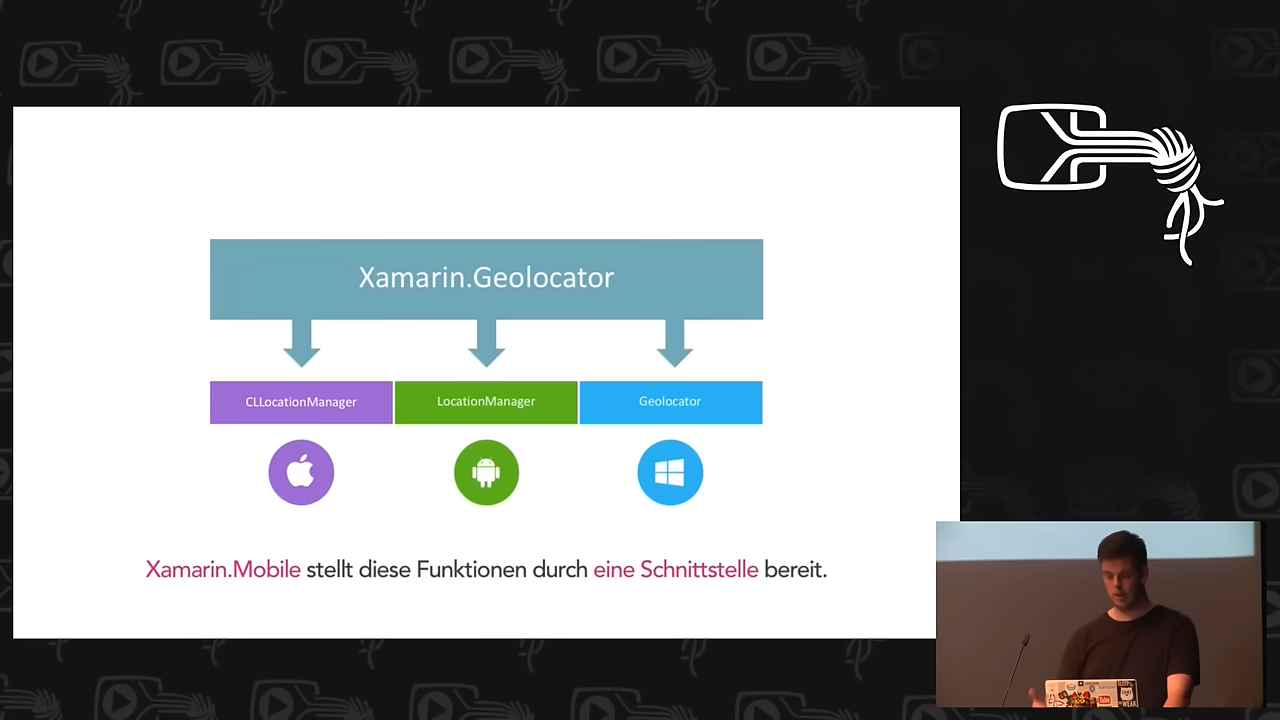 Xamarin.Geolocator
CLLocationManager
LocationManager
Geolocator
Xamarin.Mobile stellt diese Funktionen durch eine Schnittstelle bereit.